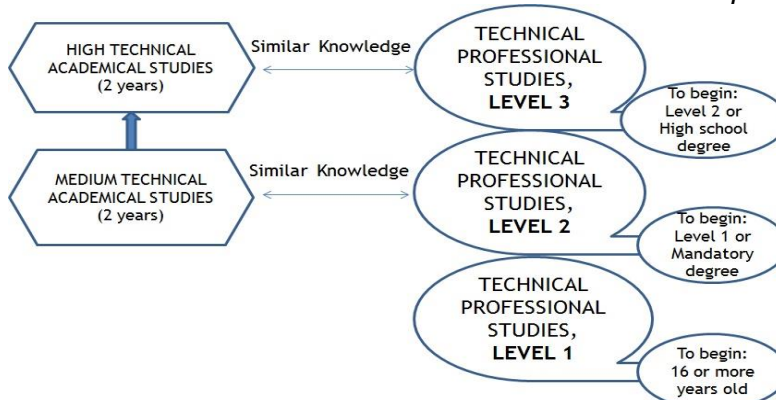 HIGH TECHNICAL
ACADEMICAL STUDIES
(2 years)
Similar Knowledge
TECHNICAL
PROFESSIONAL
STUDIES,
LEVEL 3
To begin:
Level 2 or
High school
degree
MEDIUM TECHNICAL
ACADEMICAL STUDIES
(2 years)
Similar Knowledge
TECHNICAL
PROFESSIONAL
STUDIES,
LEVEL 2
To begin:
Level 1 or
Mandatory
degree
TECHNICAL
PROFESSIONAL
STUDIES,
LEVEL 1
To begin:
16 or more
years old